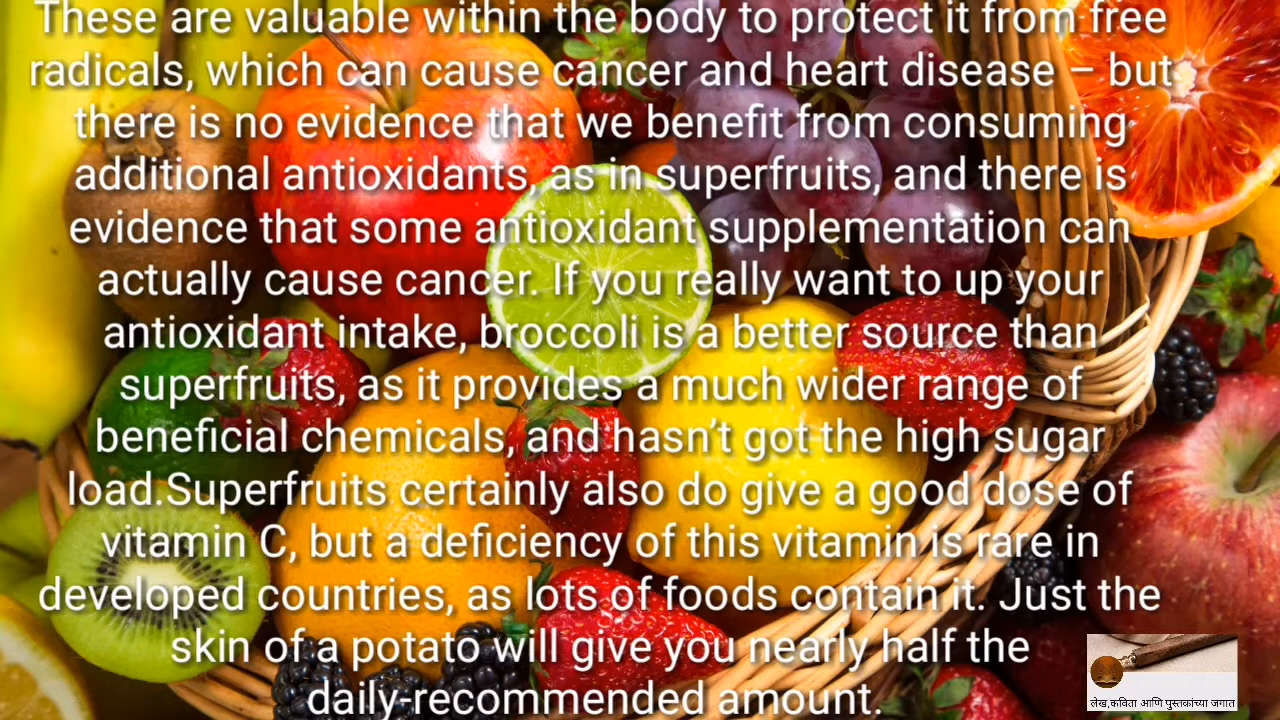 These are valuable within the body to protect it from free
radicals, which can cause cancer and heart disease – but
there is no evidence that we benefit from consuming
additional antioxidants, as in superfruits, and there is
evidence that some antioxidant supplementation can
actually cause cancer. If you really want to up your
antioxidant intake, broccoli is a better source than
superfruits, as it provides a much wider range of
beneficial chemicals, and hasn’t got the high sugar
load.Superfruits certainly also do give a good dose of
vitamin C, but a deficiency of this vitamin is rare in
developed countries, as lots of foods contain it. Just the
skin of a potato will give you nearly half the
daily-recommended amount.
लेख,कविता आणि पुस्तकांच्या जगात